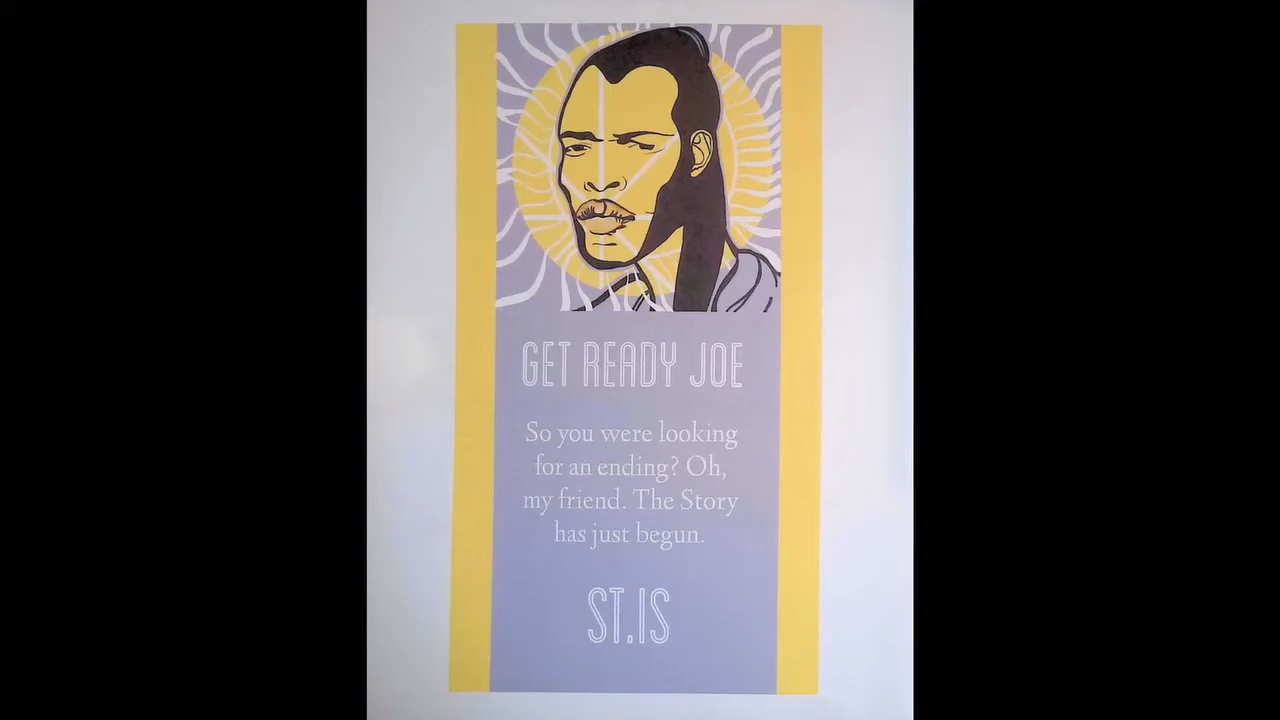 GET READY JOE
So you were looking
for an ending? Oh,
my friend. The Story
has just begun.
ST.IS